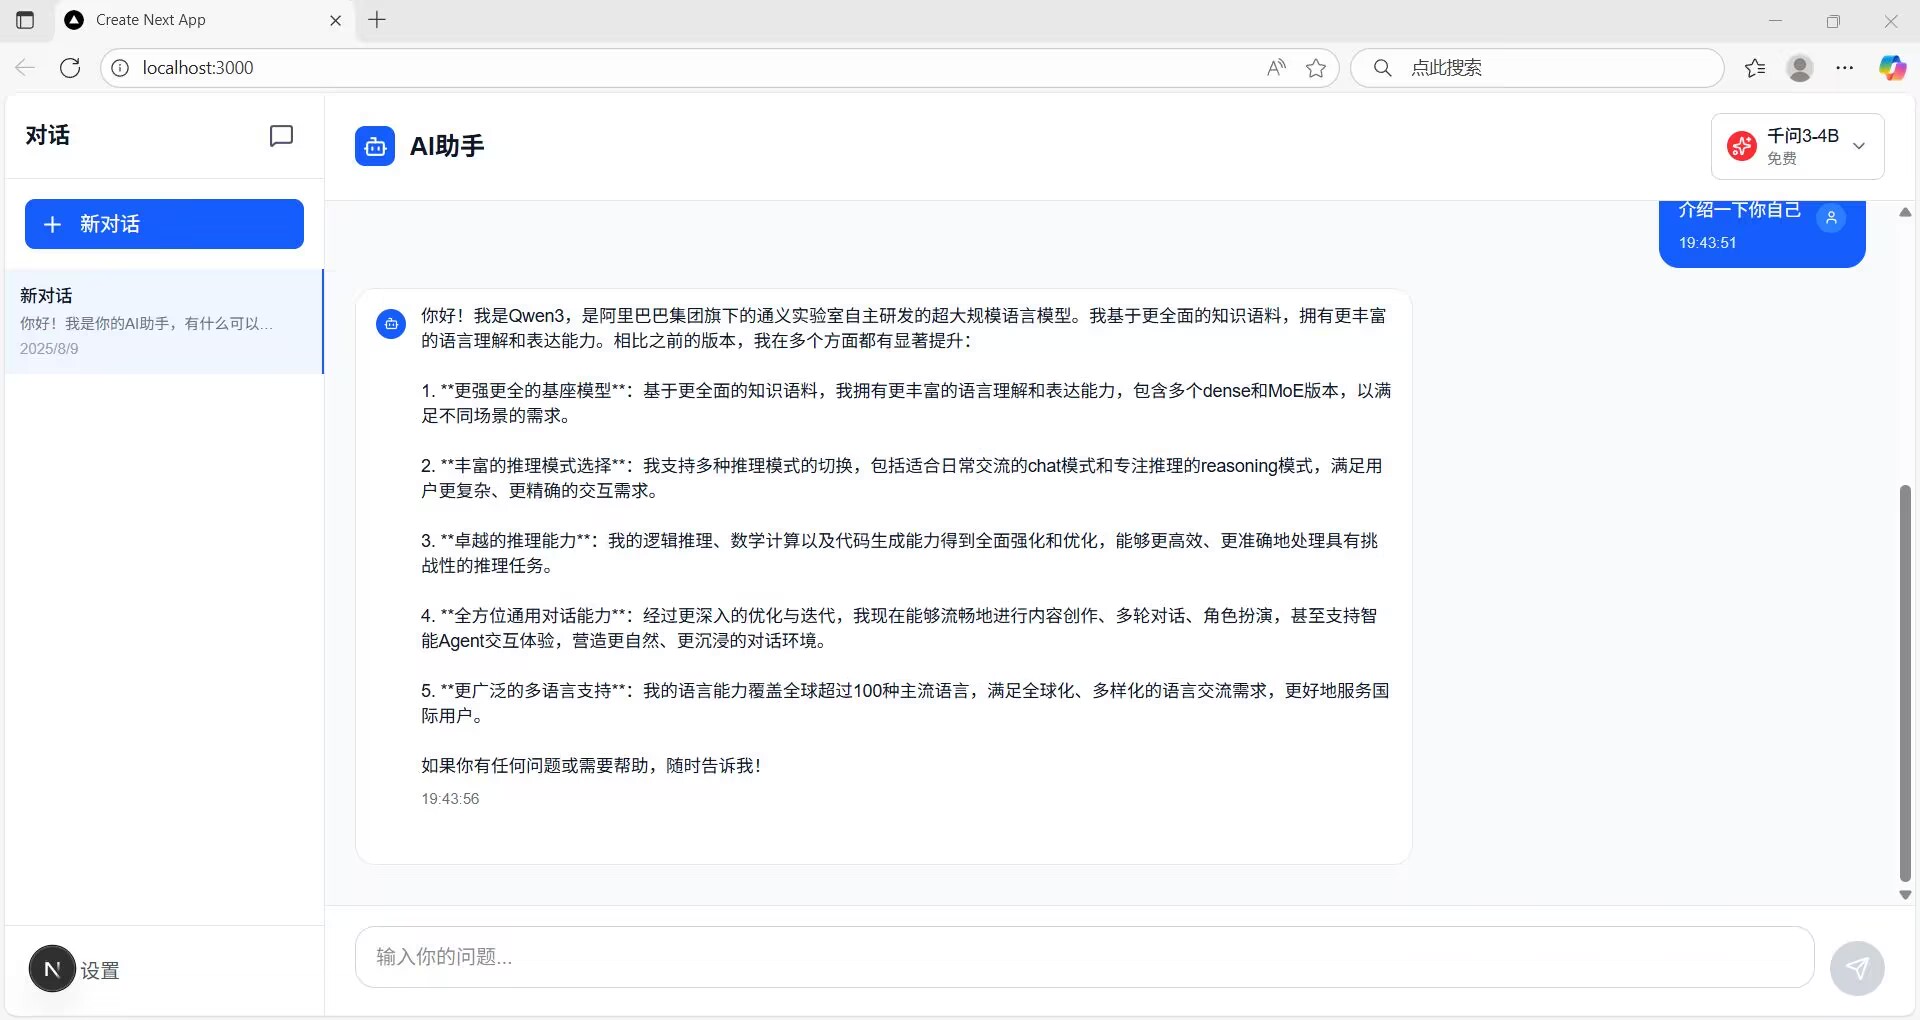 Create Next App
localhost:3000
点此搜索
对话
新对话
新对话
你好！我是你的AI助手，有什么可以...
2025/8/9
N 设置
AI助手
千问3-4B
免费
介绍一下你自己
19:43:51
你好！我是Qwen3，是阿里巴巴集团旗下的通义实验室自主研发的超大规模语言模型。我基于更全面的知识语料，拥有更丰富
的语言理解和表达能力。相比之前的版本，我在多个方面都有显著提升：
1. **更强更全的基座模型**：基于更全面的知识语料，我拥有更丰富的语言理解和表达能力，包含多个dense和MoE版本，以满
足不同场景的需求。
2. **丰富的推理模式选择**：我支持多种推理模式的切换，包括适合日常交流的chat模式和专注推理的reasoning模式，满足用
户更复杂、更精确的交互需求。
3. **卓越的推理能力**：我的逻辑推理、数学计算以及代码生成能力得到全面强化和优化，能够更高效、更准确地处理具有挑
战性的推理任务。
4. **全方位通用对话能力**：经过更深入的优化与迭代，我现在能够流畅地进行内容创作、多轮对话、角色扮演，甚至支持智
能Agent交互体验，营造更自然、更沉浸的对话环境。
5. **更广泛的多语言支持**：我的语言能力覆盖全球超过100种主流语言，满足全球化、多样化的语言交流需求，更好地服务国
际用户。
如果你有任何问题或需要帮助，随时告诉我！
19:43:56
输入你的问题...